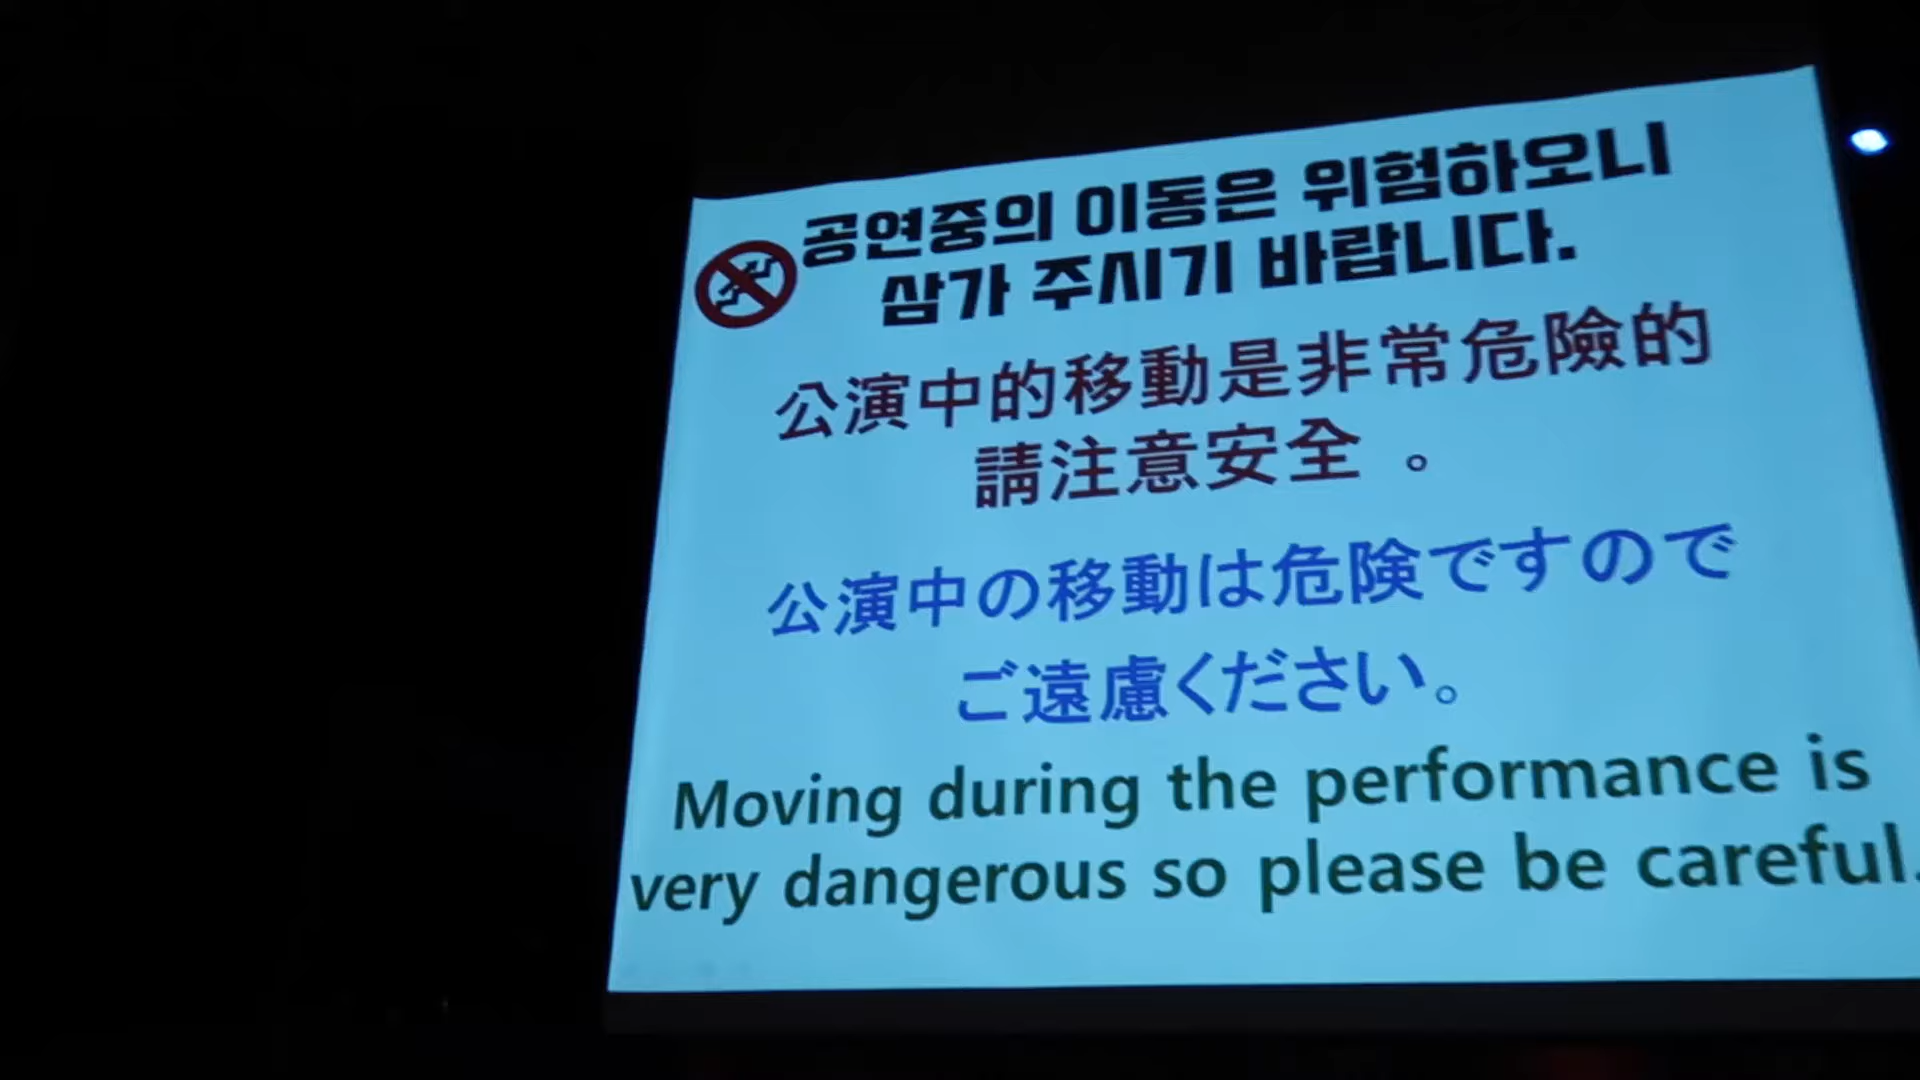 공연중의 이동은 위험하오니
삼가 주시기 바랍니다.
公演中的移動是非常危險的
請注意安全 。
公演中の移動は危険ですので
ご遠慮ください。
Moving during the performance is
very dangerous so please be careful.